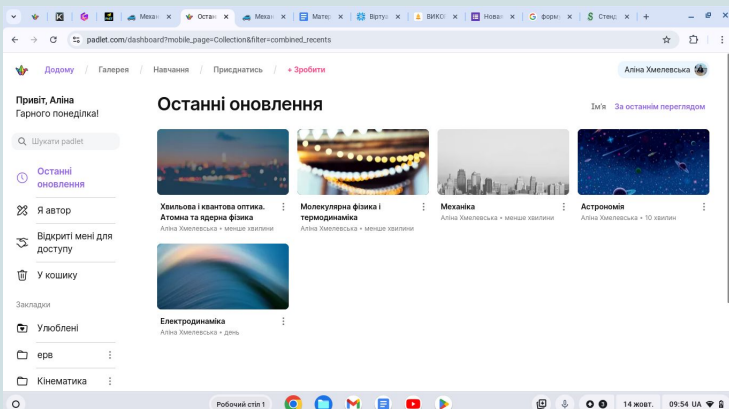 Механ
Остан
Механ
Матер
Віртуа
ВИКОІ
Новая
форму
Стенд
padlet.com/dashboard?mobile_page=Collection&filter=combined_recents
Додому / Галерея / Навчання / Приєднатись / + Зробити
Аліна Хмелевська
Привіт, Аліна
Гарного понеділка!
Шукати padlet
Останні
оновлення
Я автор
Відкриті мені для
доступу
У кошику
Закладки
Улюблені
ерв
Кінематика
Останні оновлення
Ім'я За останнім переглядом
Хвильова і квантова оптика.
Атомна та ядерна фізика
Аліна Хмелевська • менше хвилини
Молекулярна фізика і
термодинаміка
Аліна Хмелевська • менше хвилини
Механіка
Аліна Хмелевська • менше хвилини
Астрономія
Аліна Хмелевська • 10 хвилин
Електродинаміка
Аліна Хмелевська • день
Робочий стіл 1
14 жовт. 09:54 UA